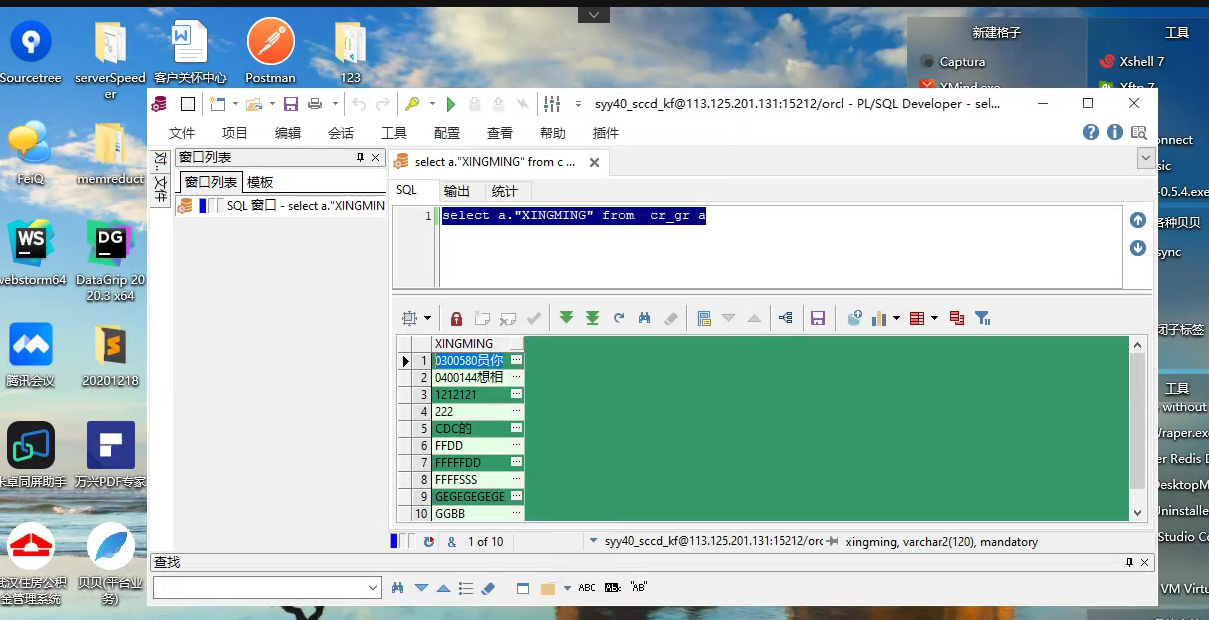 Sourcetree
serverSpeeder
客户关怀中心
Postman
123
新建格子
工具
Captura
Xshell 7
XMind.exe
Xftp 7
syy40_sccd_kf@113.125.201.131:15212/orcl - PL/SQL Developer - sel...
文件 项目 编辑 会话 工具 配置 查看 帮助 插件
FeiQ
memreduct
onnect
sic
-0.5.4.exe
各种贝贝
sync
对...
文件
窗口列表
窗口列表 模板
SQL 窗口 - select a."XINGMIN
select a."XINGMING" from c ...
SQL 输出 统计
1 select a."XINGMING" from cr_gr a
WS
webstorm64
DG
DataGrip 2020.3 x64
腾讯会议
20201218
XINGMING
1 0300580员你 ...
2 0400144想相 ...
3 1212121 ...
4 222 ...
5 CDC的 ...
6 FFDD ...
7 FFFFFDD ...
8 FFFFSSS ...
9 GEGEGEGEGE ...
10 GGBB ...
闭子标签
工具
without
Wraper.exe
er Redis D
DesktopM
Uninstalle
Studio Co
VM Virtu
卓同屏助手
万兴PDF专家
武汉住房公积金管理系统
贝贝(平台业务)
& 1 of 10
syy40_sccd_kf@113.125.201.131:15212/orc
xingming, varchar2(120), mandatory
查找
ABC AB "AB"